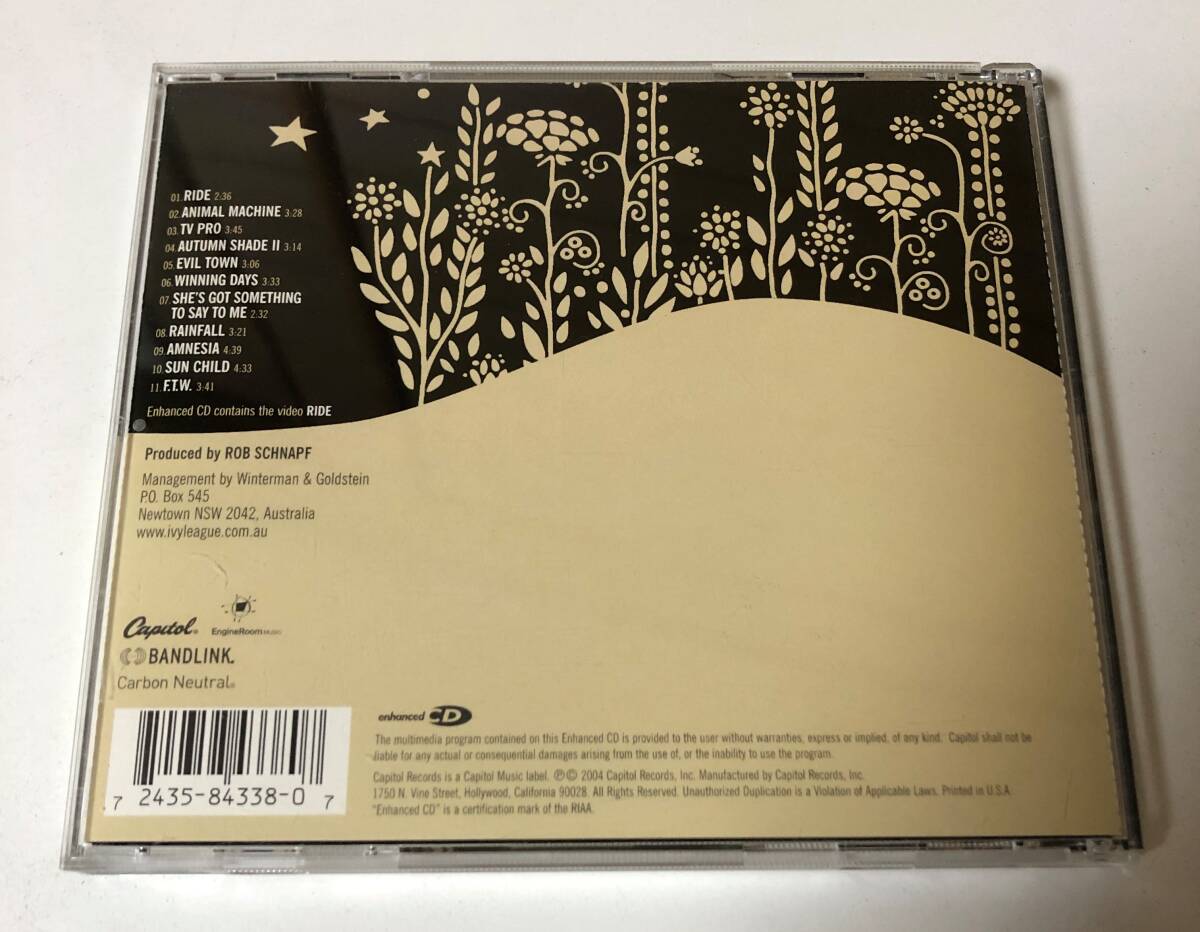 01. RIDE 2:36
02. ANIMAL MACHINE 3:28
03. TV PRO 3:45
04. AUTUMN SHADE II 3:14
05. EVIL TOWN 3:06
06. WINNING DAYS 3:33
07. SHE'S GOT SOMETHING
TO SAY TO ME 2:32
08. RAINFALL 3:21
09. AMNESIA 4:39
10. SUN CHILD 4:33
11. F.T.W. 3:41
Enhanced CD contains the video RIDE
Produced by ROB SCHNAPF
Management by Winterman & Goldstein
P.O. Box 545
Newtown NSW 2042, Australia
www.ivyleague.com.au
Capitol®
EngineRoom MUSIC
BANDLINK.
Carbon Neutral®
7 2435-84338-0 7
enhanced CD
The multimedia program contained on this Enhanced CD is provided to the user without warranties, express or implied, of any kind. Capitol shall not be
liable for any actual or consequential damages arising from the use of, or the inability to use the program.
Capitol Records is a Capitol Music label. ℗© 2004 Capitol Records, Inc. Manufactured by Capitol Records, Inc.
1750 N. Vine Street, Hollywood, California 90028. All Rights Reserved. Unauthorized Duplication is a Violation of Applicable Laws. Printed in U.S.A.
"Enhanced CD" is a certification mark of the RIAA.